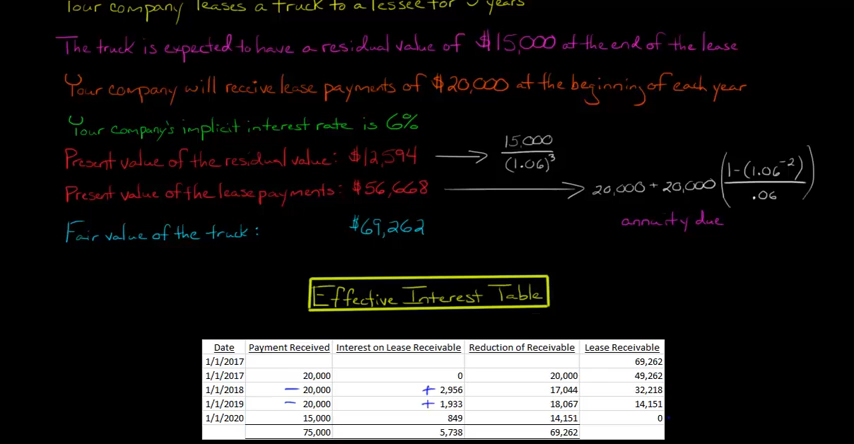 Your company leases a truck to a lessee for 3 years
The truck is expected to have a residual value of $15,000 at the end of the lease
Your company will receive lease payments of $20,000 at the beginning of each year
Your company's implicit interest rate is 6%
Present value of the residual value: $12,594 → 15,000 / (1.06)^3
Present value of the lease payments: $56,668 → 20,000 + 20,000 ( 1-(1.06^-2) / .06 )
annuity due
Fair value of the truck: $69,262
Effective Interest Table
Date Payment Received Interest on Lease Receivable Reduction of Receivable Lease Receivable
1/1/2017 69,262
1/1/2017 20,000 0 20,000 49,262
1/1/2018 - 20,000 + 2,956 17,044 32,218
1/1/2019 - 20,000 + 1,933 18,067 14,151
1/1/2020 15,000 849 14,151 0
75,000 5,738 69,262